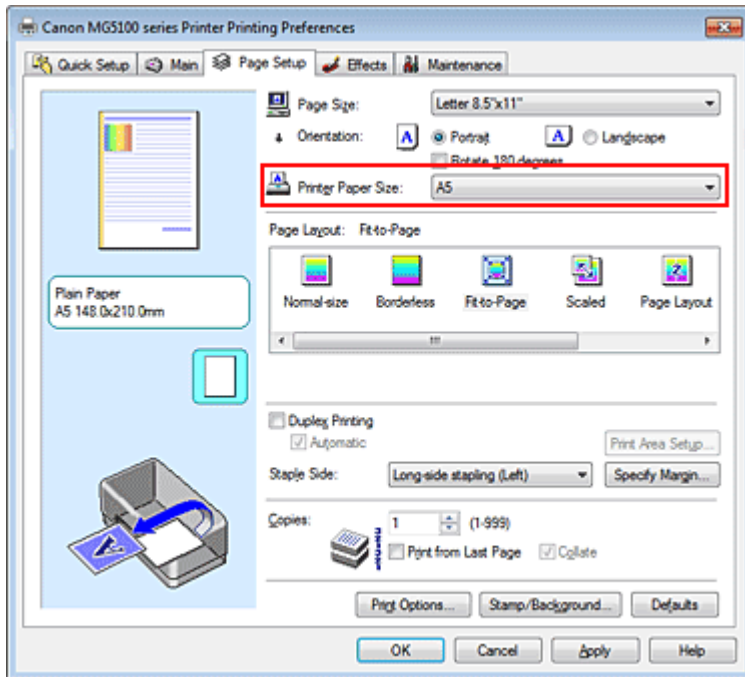 Canon MG5100 series Printer Printing Preferences
Quick Setup Main Page Setup Effects Maintenance
Page Size: Letter 8.5"x11"
Orientation: A Portrait A Landscape
Rotate 180 degrees
Printer Paper Size: A5
Page Layout: Fit-to-Page
Normal-size Borderless Fit-to-Page Scaled Page Layout
Plain Paper
A5 148.0x210.0mm
Duplex Printing
Automatic Print Area Setup...
Staple Side: Long-side stapling (Left) Specify Margin...
Copies: 1 (1-999)
Print from Last Page Collate
Print Options... Stamp/Background... Defaults
OK Cancel Apply Help